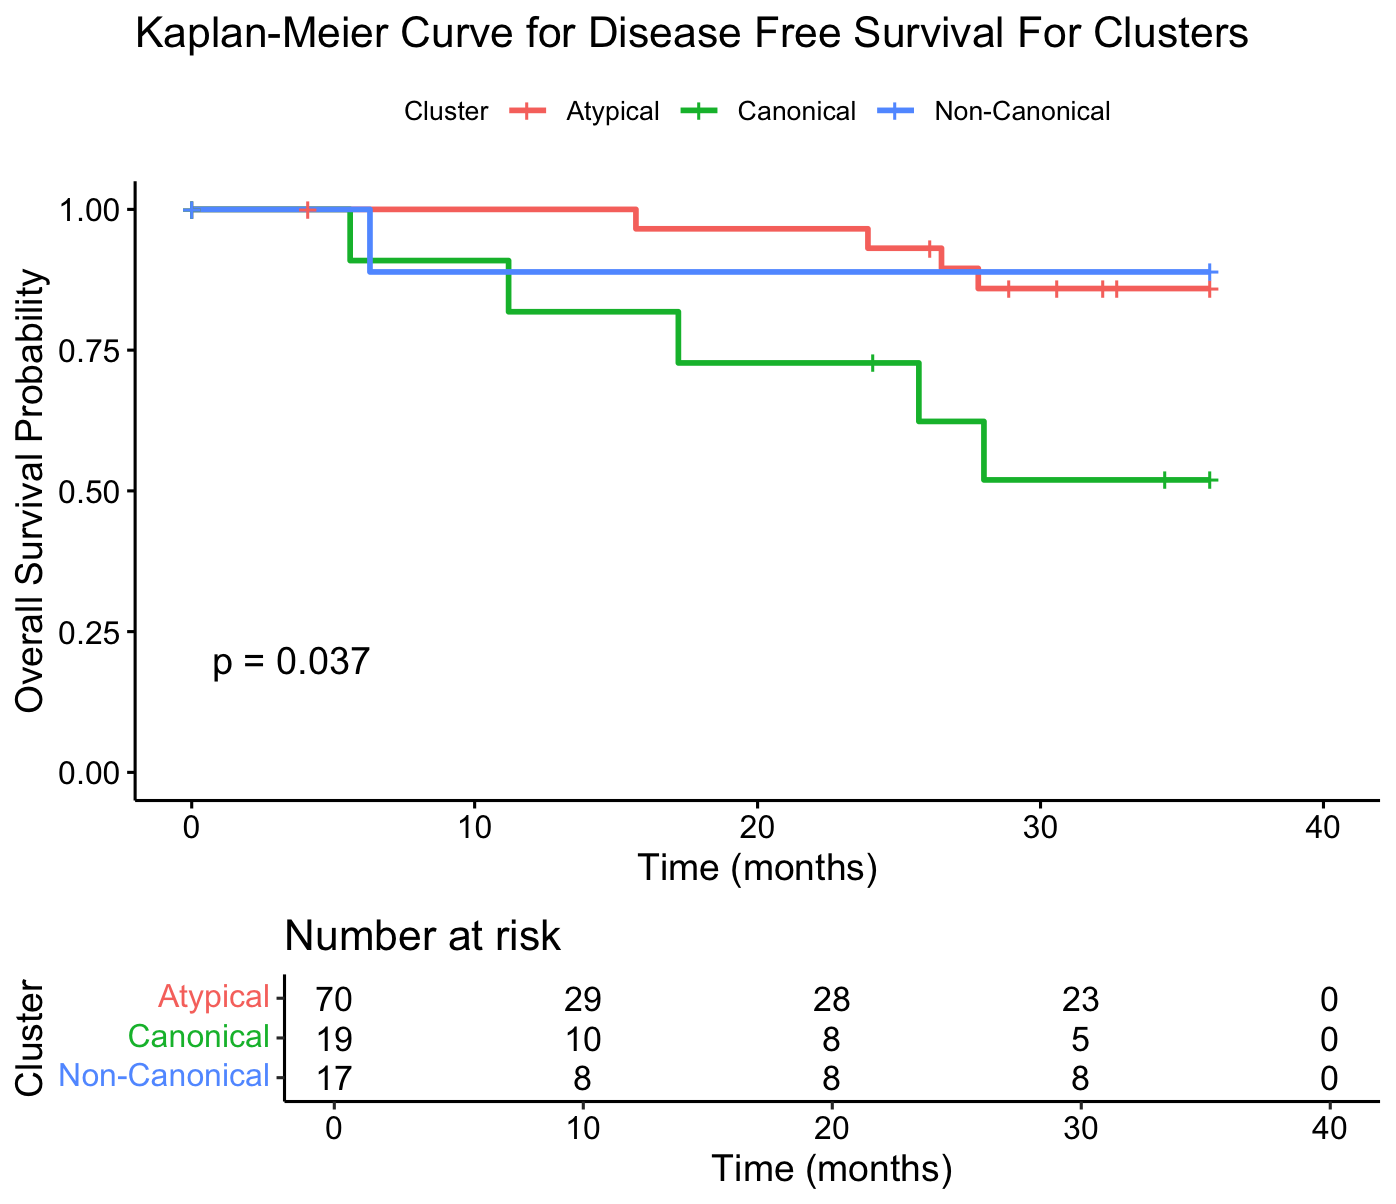 Kaplan-Meier Curve for Disease Free Survival For Clusters
Cluster Atypical Canonical Non-Canonical
Overall Survival Probability
1.00
0.75
0.50
0.25
0.00
p = 0.037
0 10 20 30 40
Time (months)
Number at risk
Cluster
Atypical 70 29 28 23 0
Canonical 19 10 8 5 0
Non-Canonical 17 8 8 8 0
0 10 20 30 40
Time (months)